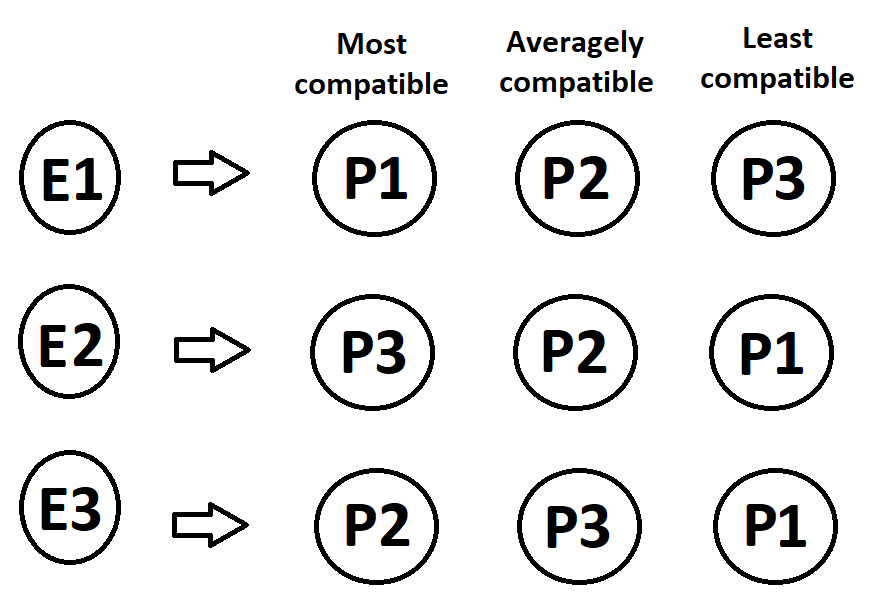 Most compatible
Averagely compatible
Least compatible
E1 P1 P2 P3
E2 P3 P2 P1
E3 P2 P3 P1